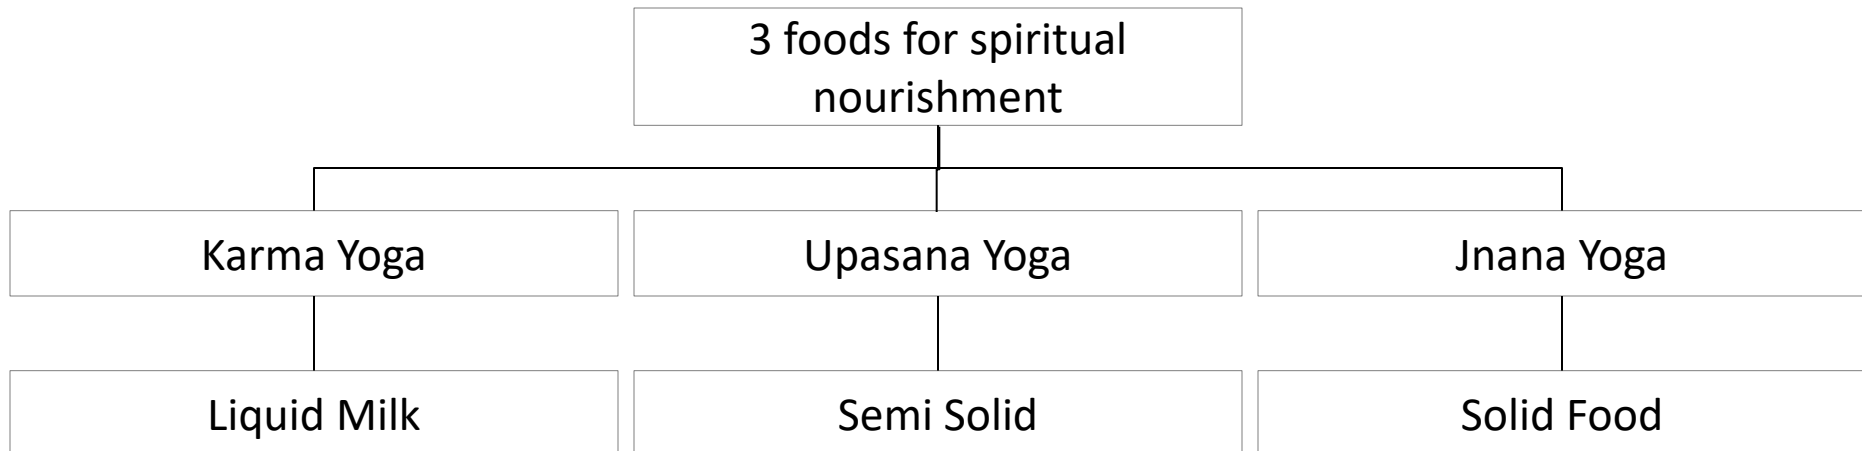 3 foods for spiritual
nourishment
Karma Yoga
Upasana Yoga
Jnana Yoga
Liquid Milk
Semi Solid
Solid Food